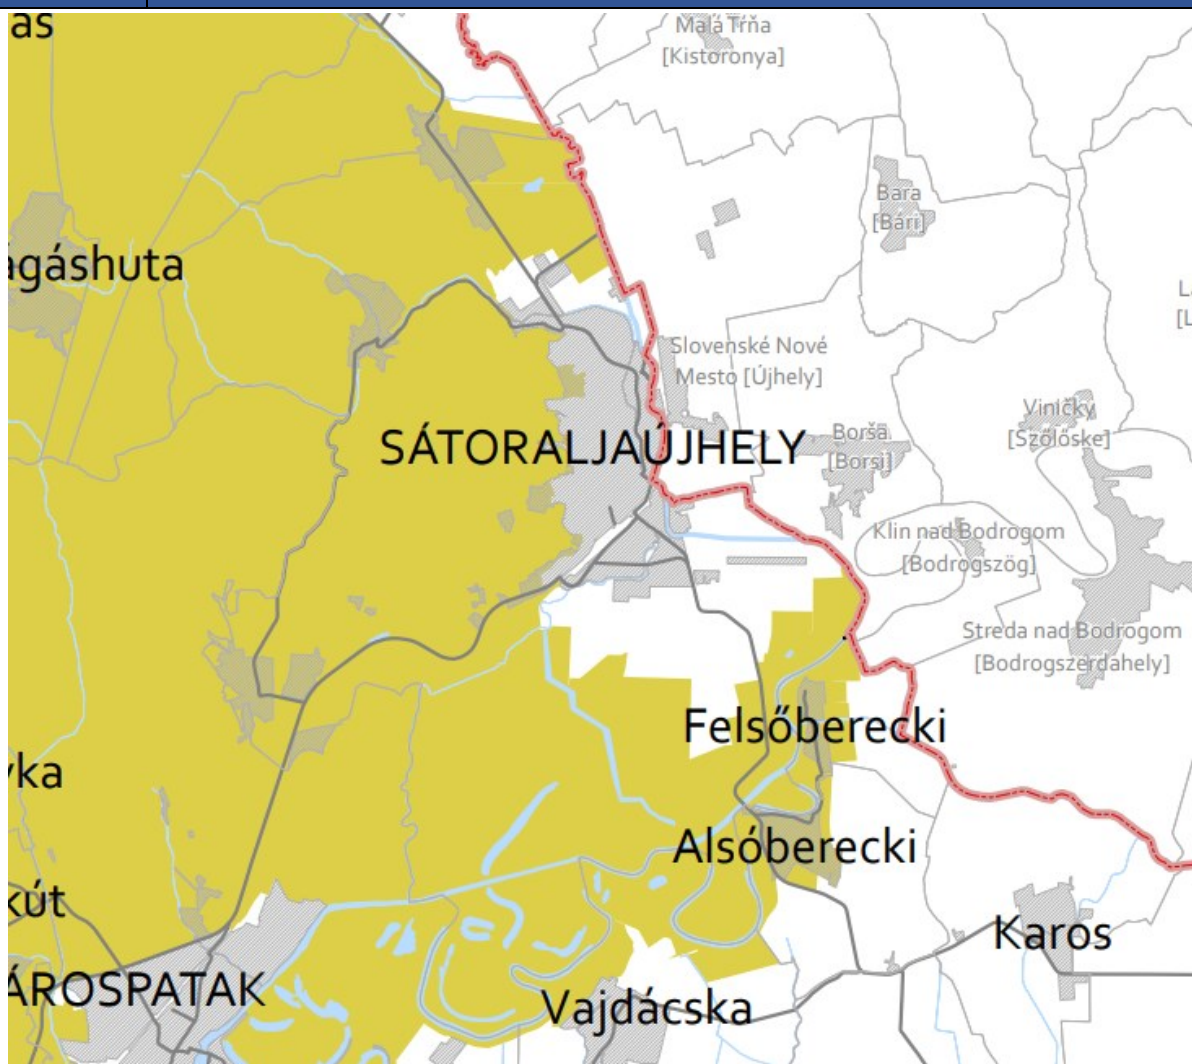 as
Malá Tŕňa
[Kistoronya]
Bara
[Bári]
ágáshuta
L.
[L
Slovenské Nové
Mesto [Újhely]
Viničky
[Szőlőske]
Borša
[Borsi]
SÁTORALJAÚJHELY
Klin nad Bodrogom
[Bodrogszög]
Streda nad Bodrogom
[Bodrogszerdahely]
Felsőberecki
yka
Alsóberecki
kút
Karos
ÁROSPATAK
Vajdácska